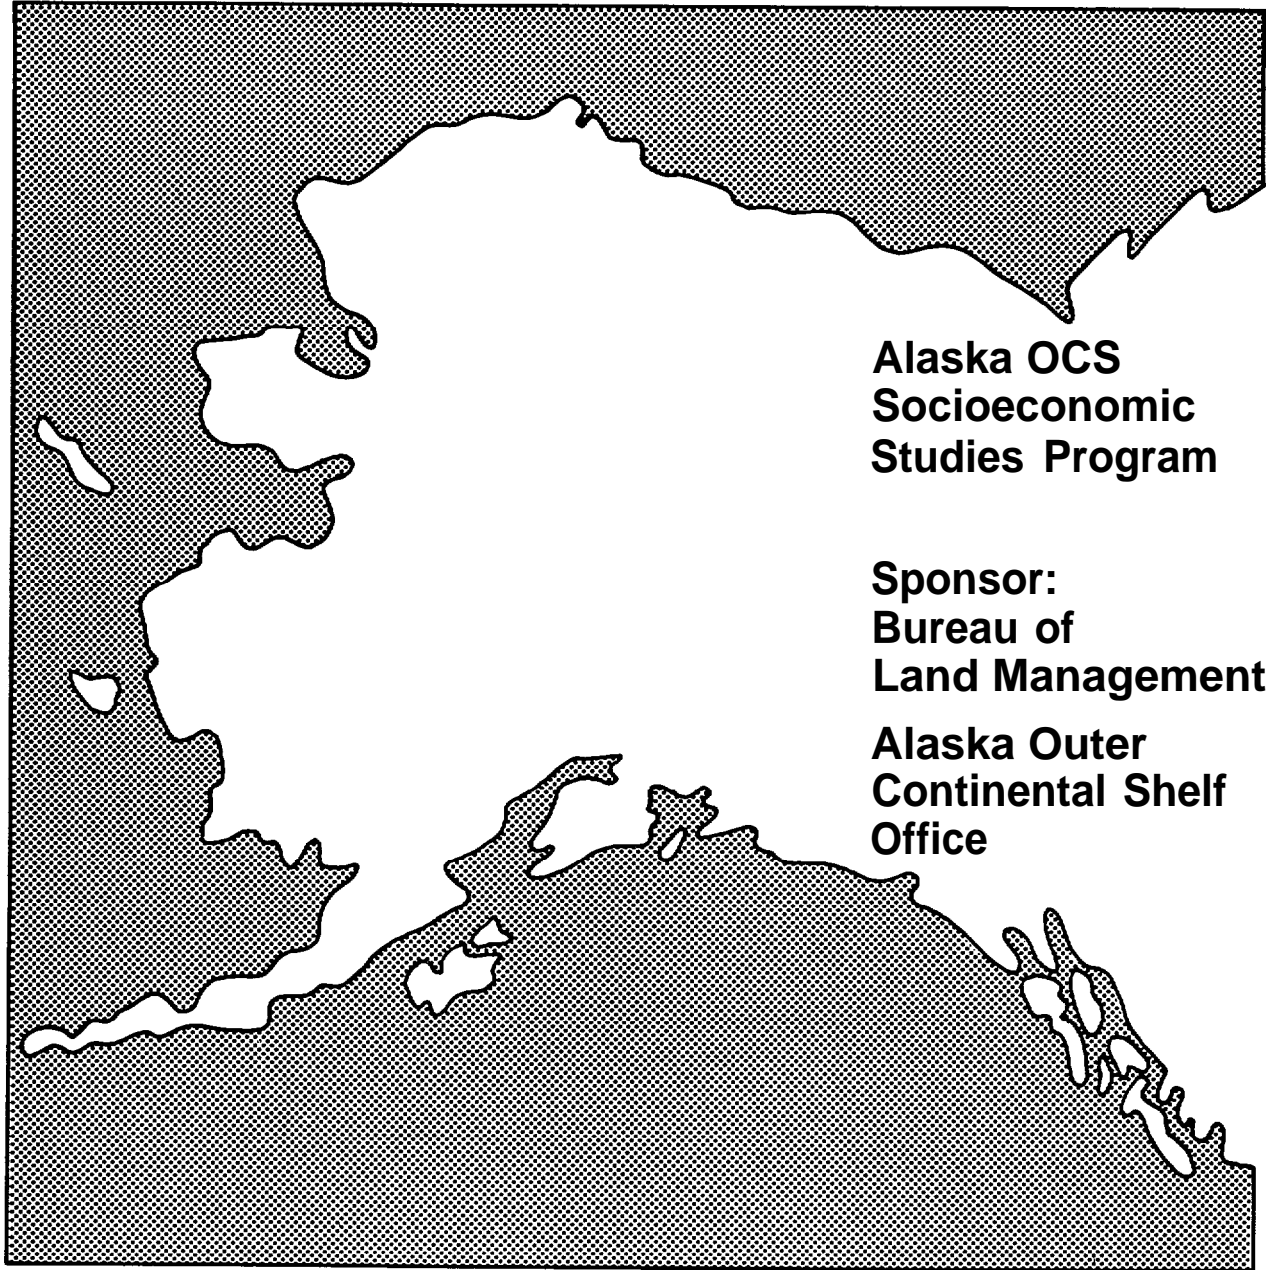 Alaska OCS
Socioeconomic
Studies Program
Sponsor:
Bureau of
Land Management
Alaska Outer
Continental Shelf
Office